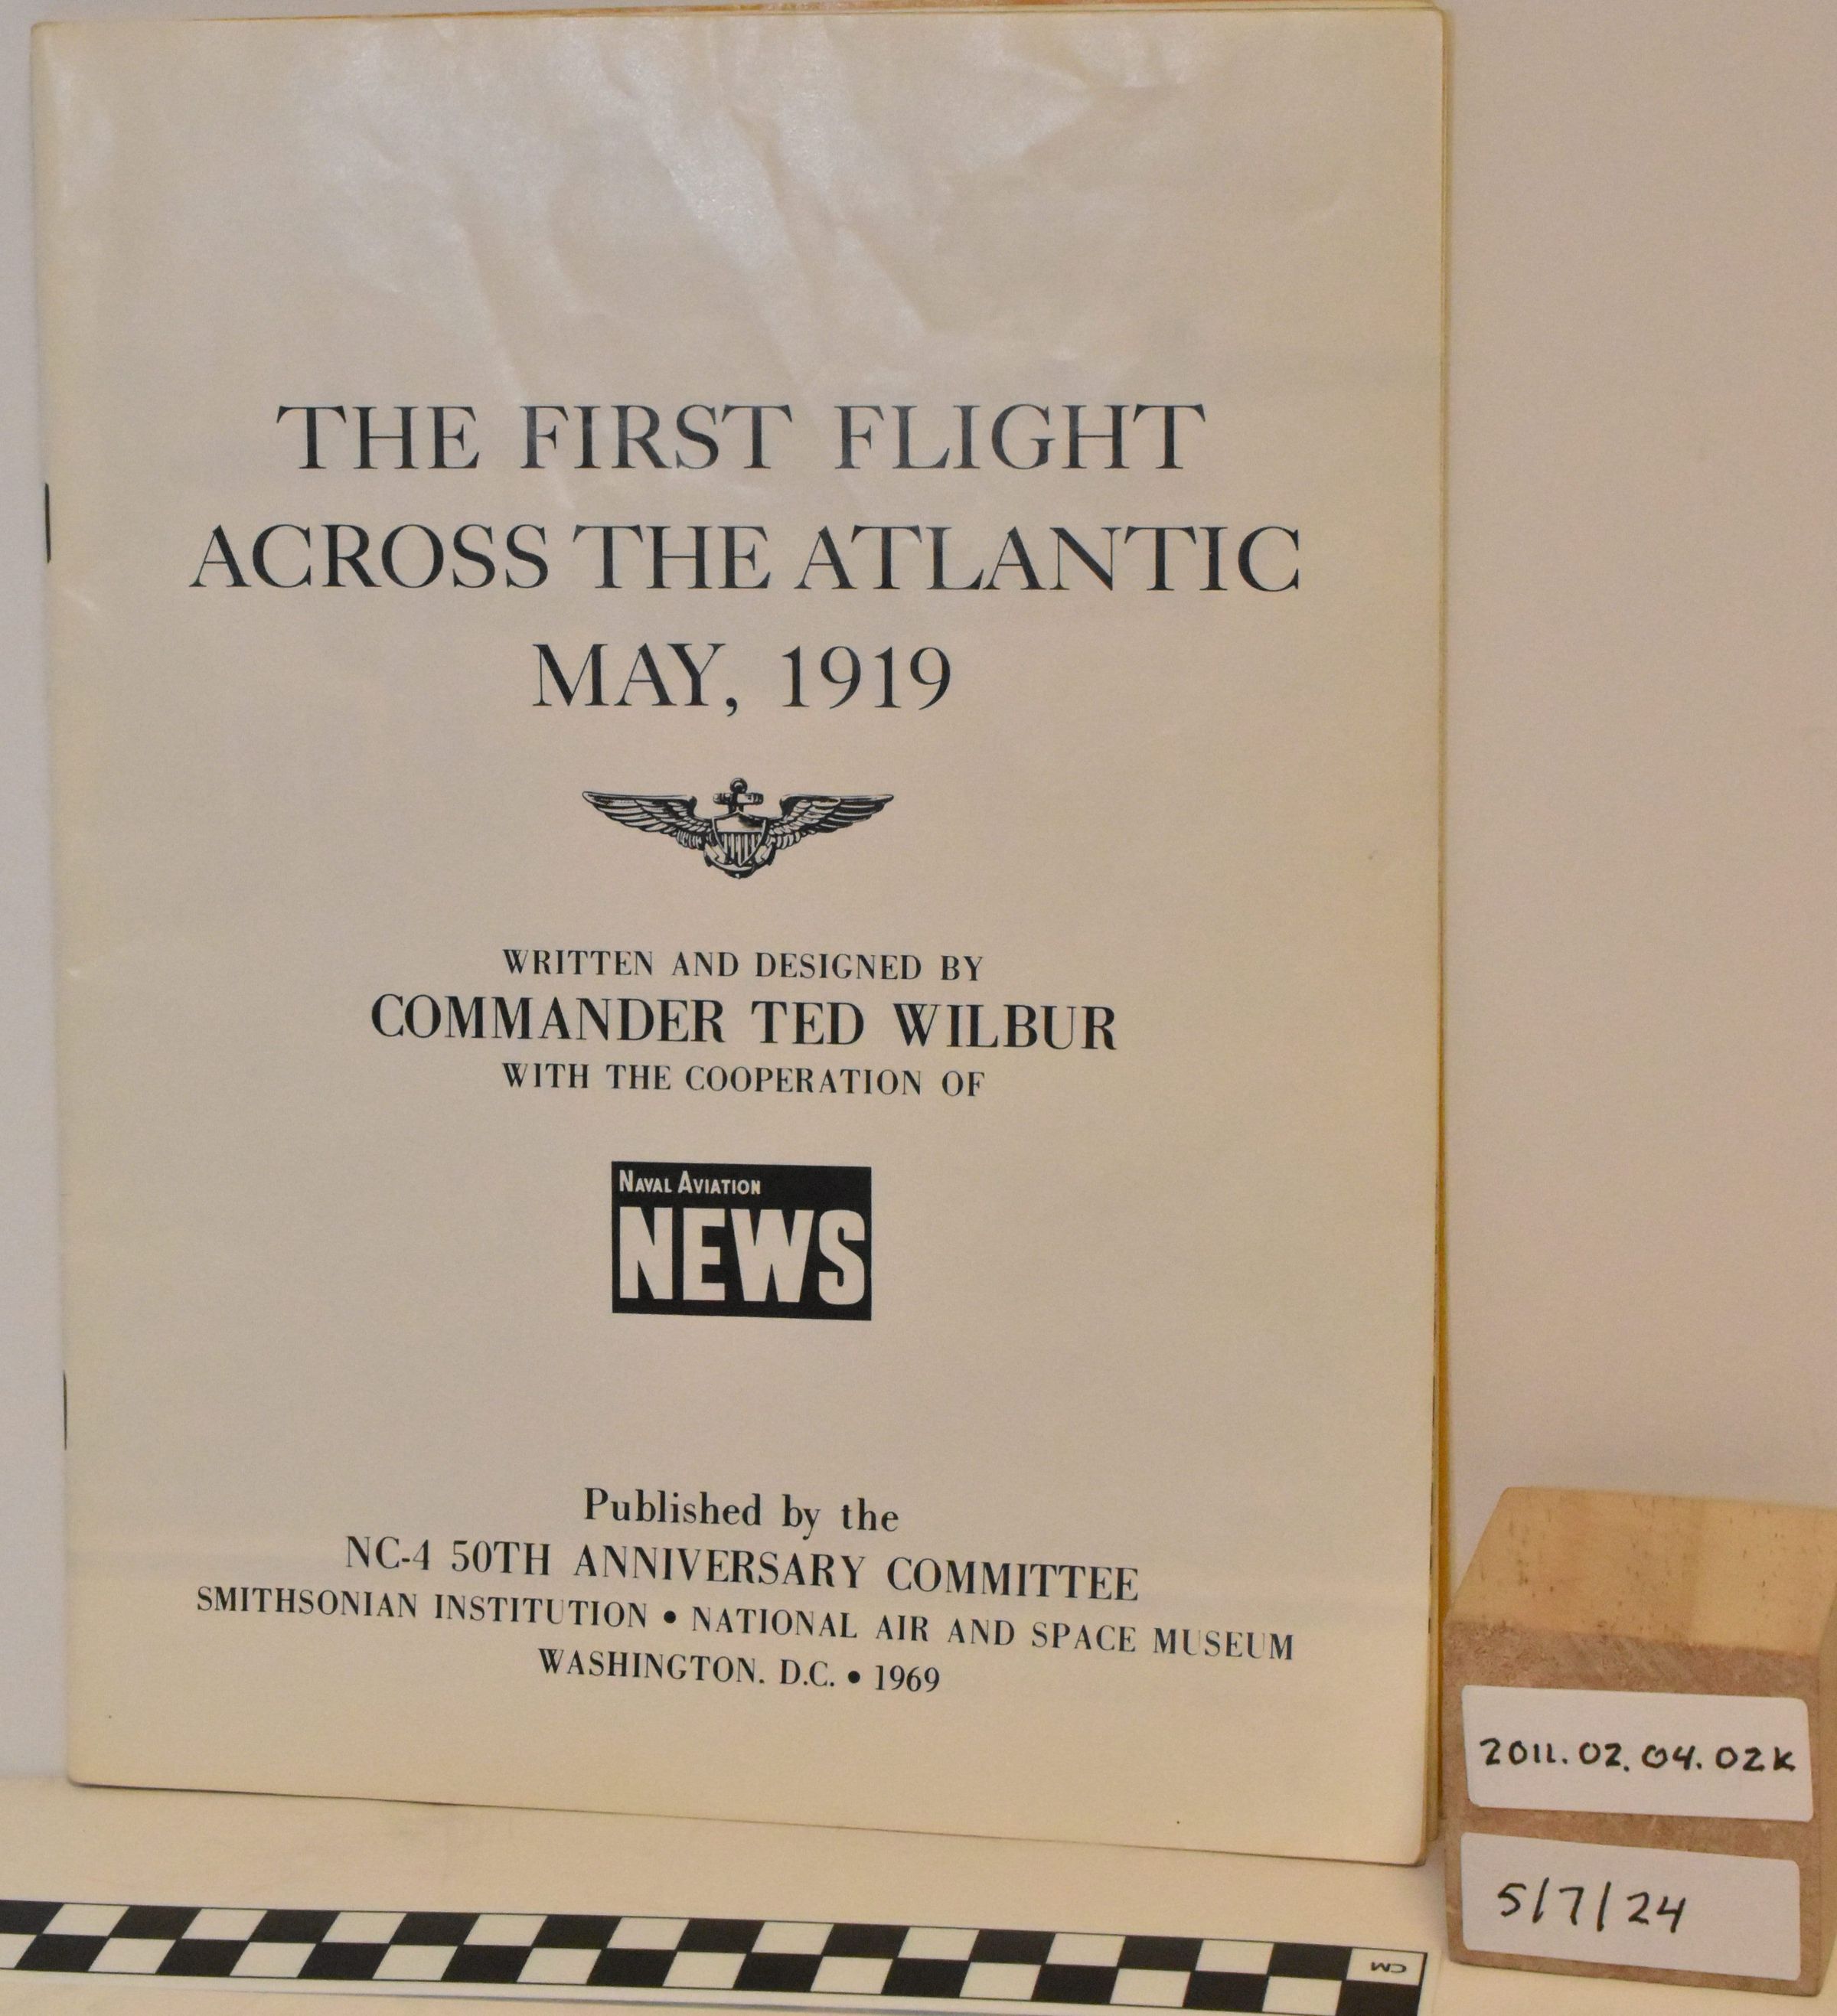 THE FIRST FLIGHT
ACROSS THE ATLANTIC
MAY, 1919
WRITTEN AND DESIGNED BY
COMMANDER TED WILBUR
WITH THE COOPERATION OF
NAVAL AVIATION
NEWS
Published by the
NC-4 50TH ANNIVERSARY COMMITTEE
SMITHSONIAN INSTITUTION • NATIONAL AIR AND SPACE MUSEUM
WASHINGTON. D.C. • 1969
2011.02.04.02K
5/7/24
CM